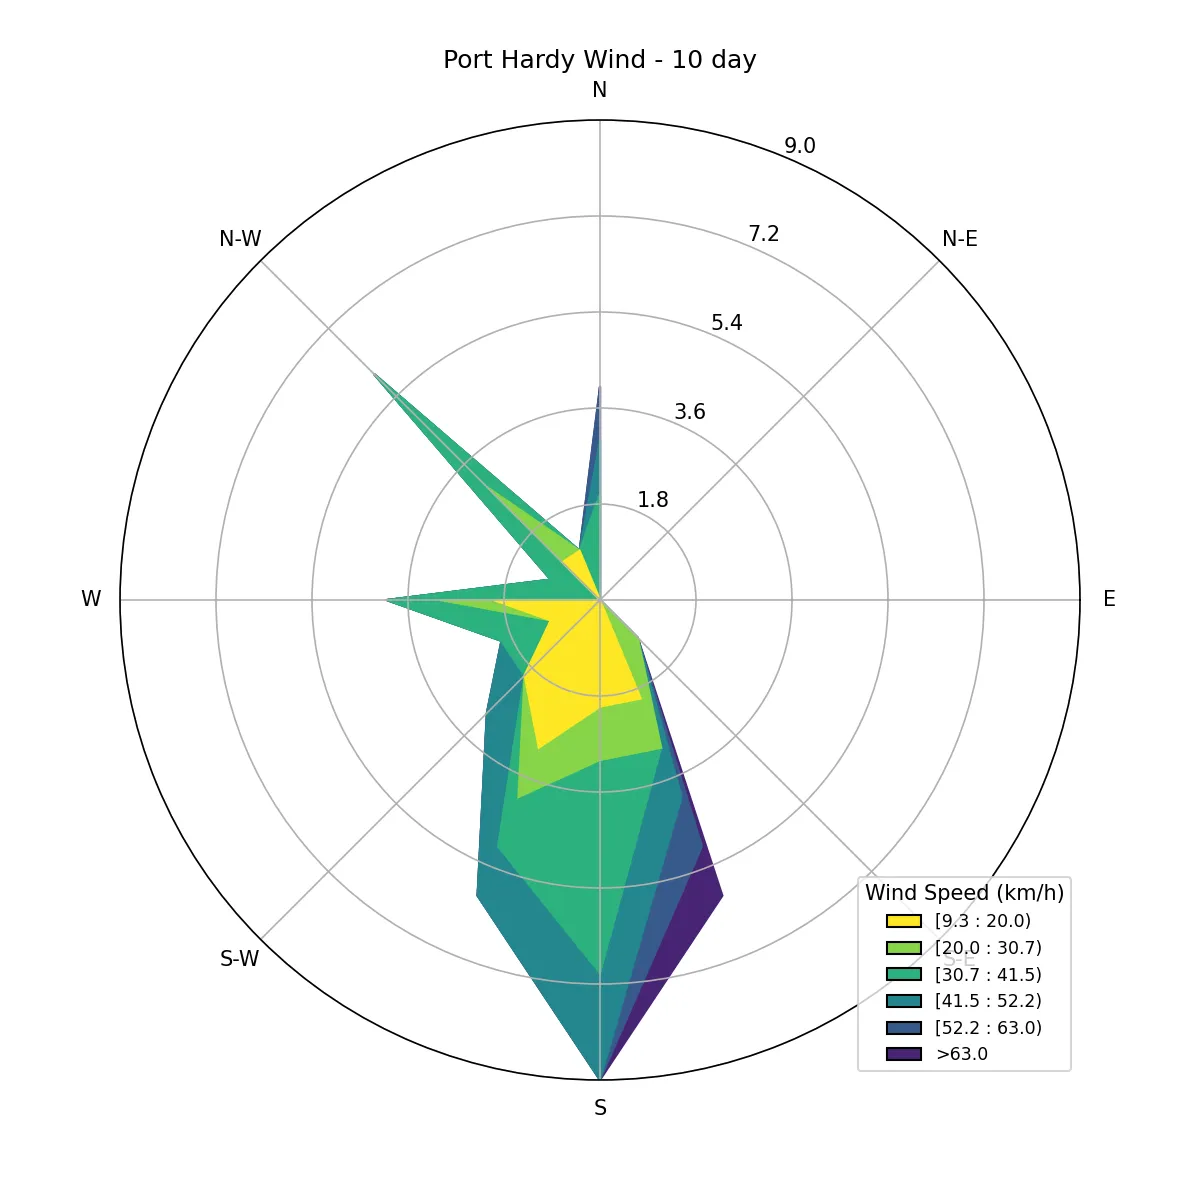 Port Hardy Wind - 10 day
N
9.0
N-W
7.2
N-E
5.4
3.6
1.8
W
E
Wind Speed (km/h)
[9.3 : 20.0)
[20.0 : 30.7)
S-W
S-E
[30.7 : 41.5)
[41.5 : 52.2)
[52.2 : 63.0)
>63.0
S